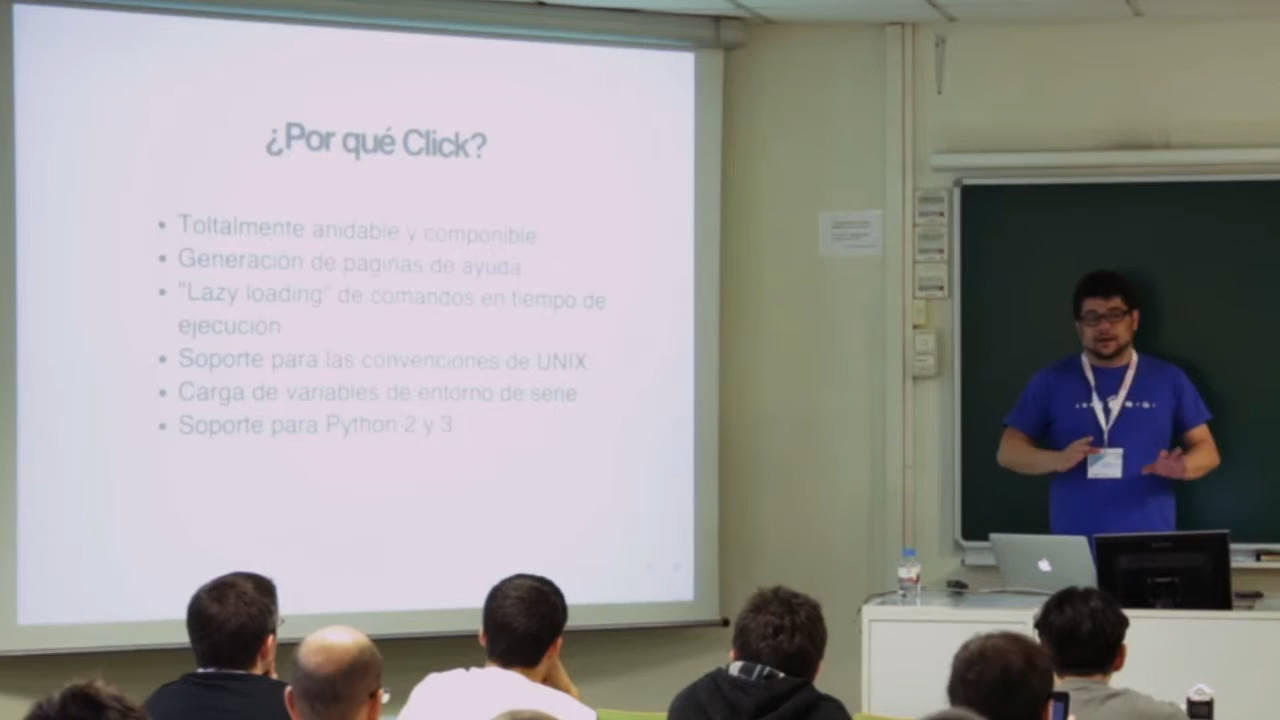 ¿Por qué Click?
• Toltalmente anidable y componible
• Generación de paginas de ayuda
• "Lazy loading" de comandos en tiempo de
ejecución
• Soporte para las convenciones de UNIX
• Carga de variables de entorno de serie
• Soporte para Python 2 y 3